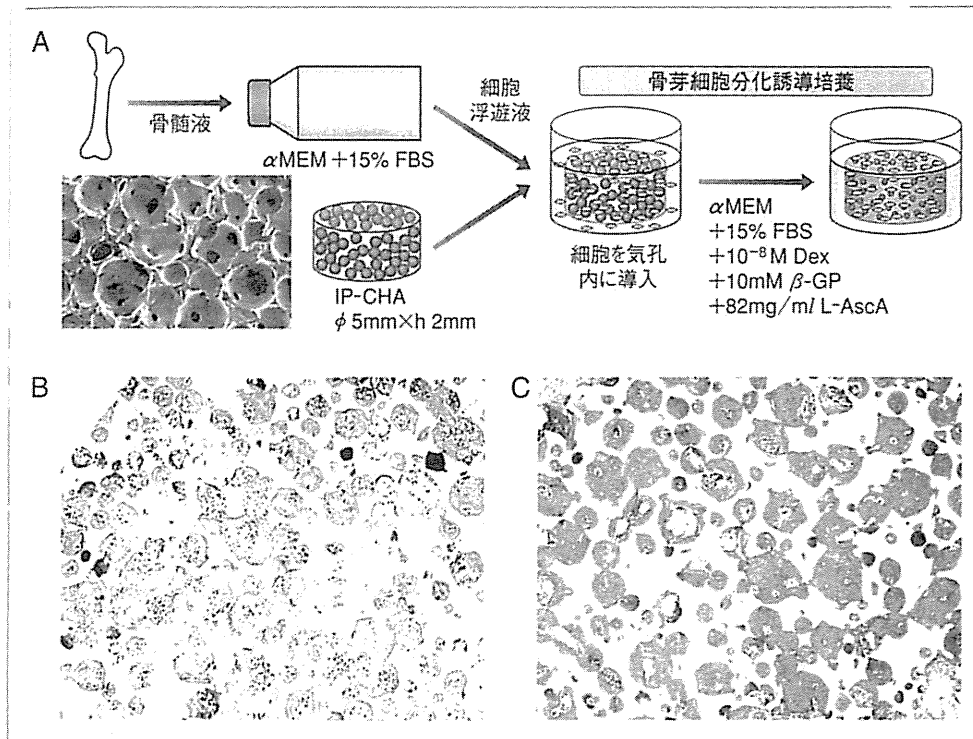 A
骨髄液
αMEM +15% FBS
細胞
浮遊液
IP-CHA
φ 5mm×h 2mm
骨芽細胞分化誘導培養
細胞を気孔
内に導入
αMEM
+15% FBS
+10⁻⁸ M Dex
+10mM β-GP
+82mg/ml L-AscA
B
C